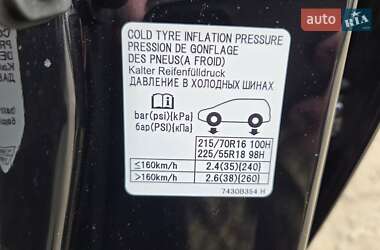 auto RIA
COLD TYRE INFLATION PRESSURE
PRESSION DE GONFLAGE
DES PNEUS(A FROID)
Kalter Reifenfülldruck
ДАВЛЕНИЕ В ХОЛОДНЫХ ШИНАХ
bar(psi)[kPa]
бар(PSI)(кПа)
215/70R16 100H
225/55R18 98H
≤160km/h 2.4(35)[240]
>160km/h 2.6(38)[260]
7430B354 H